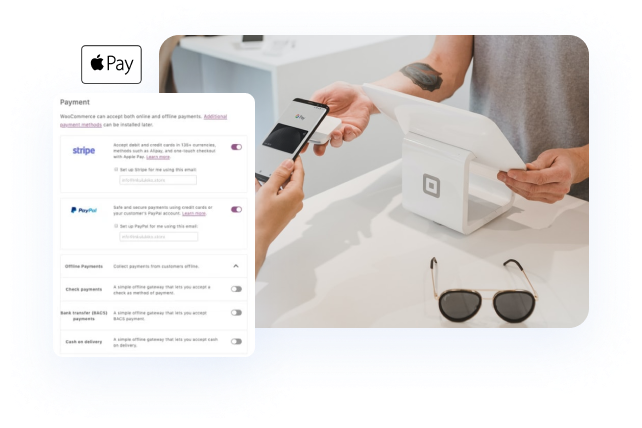 Pay
Payment
WooCommerce can accept both online and offline payments. Additional
payment methods can be installed later.
stripe
Accept debit and credit cards in 135+ currencies,
methods such as Alipay, and one-touch checkout
with Apple Pay. Learn more.
Set up Stripe for me using this email:
PayPal
Safe and secure payments using credit cards or
your customer's PayPal account. Learn more.
Set up PayPal for me using this email:
Offline Payments
Collect payments from customers offline.
Check payments
A simple offline gateway that lets you accept a
check as method of payment.
Bank transfer (BACS)
payments
A simple offline gateway that lets you accept
BACS payment.
Cash on delivery
A simple offline gateway that lets you accept cash
on delivery.
G Pay